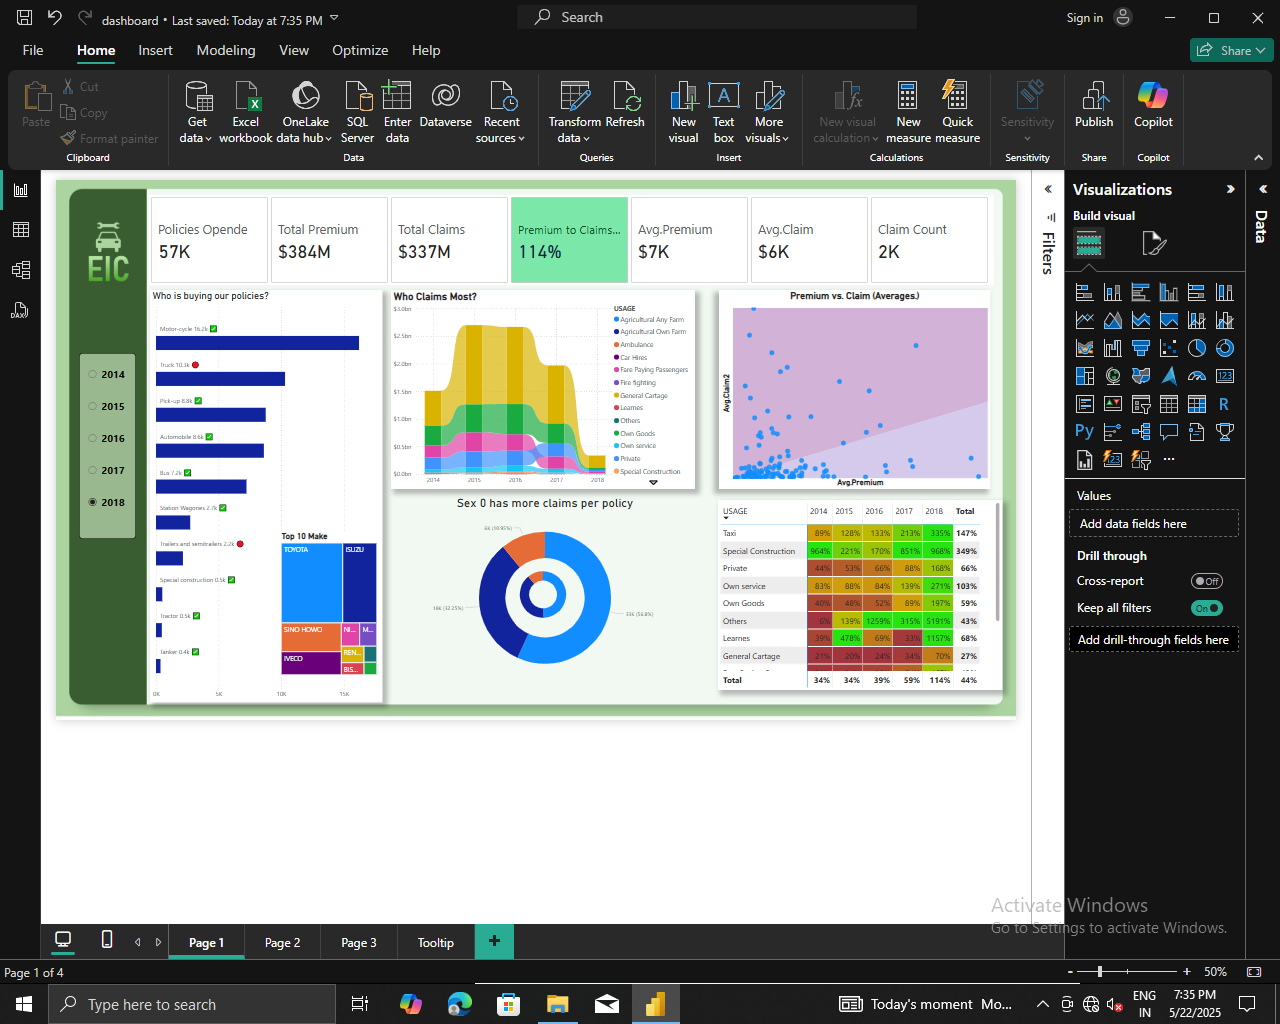 dashboard • Last saved: Today at 7:35 PM
Search
Sign in
File
Home
Insert
Modeling
View
Optimize
Help
Share
Paste
Cut
Copy
Format painter
Clipboard
Get data
Excel workbook
OneLake data hub
SQL Server
Enter data
Dataverse
Recent sources
Data
Transform data
Refresh
Queries
New visual
Text box
More visuals
Insert
New visual calculation
New measure
Quick measure
Calculations
Sensitivity
Sensitivity
Publish
Share
Copilot
Copilot
EIC
2014
2015
2016
2017
2018
Policies Opende
57K
Total Premium
$384M
Total Claims
$337M
Premium to Claims...
114%
Avg.Premium
$7K
Avg.Claim
$6K
Claim Count
2K
Who is buying our policies?
Motor-cycle 16.2k
Truck 10.3k
Pick-up 8.8k
Automobile 8.6k
Bus 7.2k
Station Wagones 2.7k
Trailers and semitrailers 2.2k
Special construction 0.5k
Tractor 0.5k
Tanker 0.4k
0K 5K 10K 15K
Top 10 Make
TOYOTA
ISUZU
SINO HOWO
NI...
M...
IVECO
REN...
BIS...
Who Claims Most?
$3.0bn
$2.5bn
$2.0bn
$1.5bn
$1.0bn
$0.5bn
$0.0bn
2014 2015 2016 2017 2018
USAGE
Agricultural Any Farm
Agricultural Own Farm
Ambulance
Car Hires
Fare Paying Passengers
Fire fighting
General Cartage
Learnes
Others
Own Goods
Own service
Private
Special Construction
Premium vs. Claim (Averages.)
Avg.Claim2
Avg.Premium
Sex 0 has more claims per policy
6K (10.95%)
18K (32.25%)
33K (56.8%)
USAGE 2014 2015 2016 2017 2018 Total
Taxi 89% 128% 133% 213% 335% 147%
Special Construction 964% 221% 170% 851% 968% 349%
Private 44% 53% 66% 88% 168% 66%
Own service 83% 88% 84% 139% 271% 103%
Own Goods 40% 48% 52% 89% 197% 59%
Others 6% 139% 1259% 315% 5191% 43%
Learnes 39% 478% 69% 33% 1157% 68%
General Cartage 21% 20% 24% 34% 70% 27%
Total 34% 34% 39% 59% 114% 44%
Filters
Visualizations
Build visual
Values
Add data fields here
Drill through
Cross-report
Off
Keep all filters
On
Add drill-through fields here
Data
Activate Windows
Go to Settings to activate Windows.
Page 1
Page 2
Page 3
Tooltip
Page 1 of 4
- + 50%
Type here to search
Today's moment Mo...
ENG
IN
7:35 PM
5/22/2025